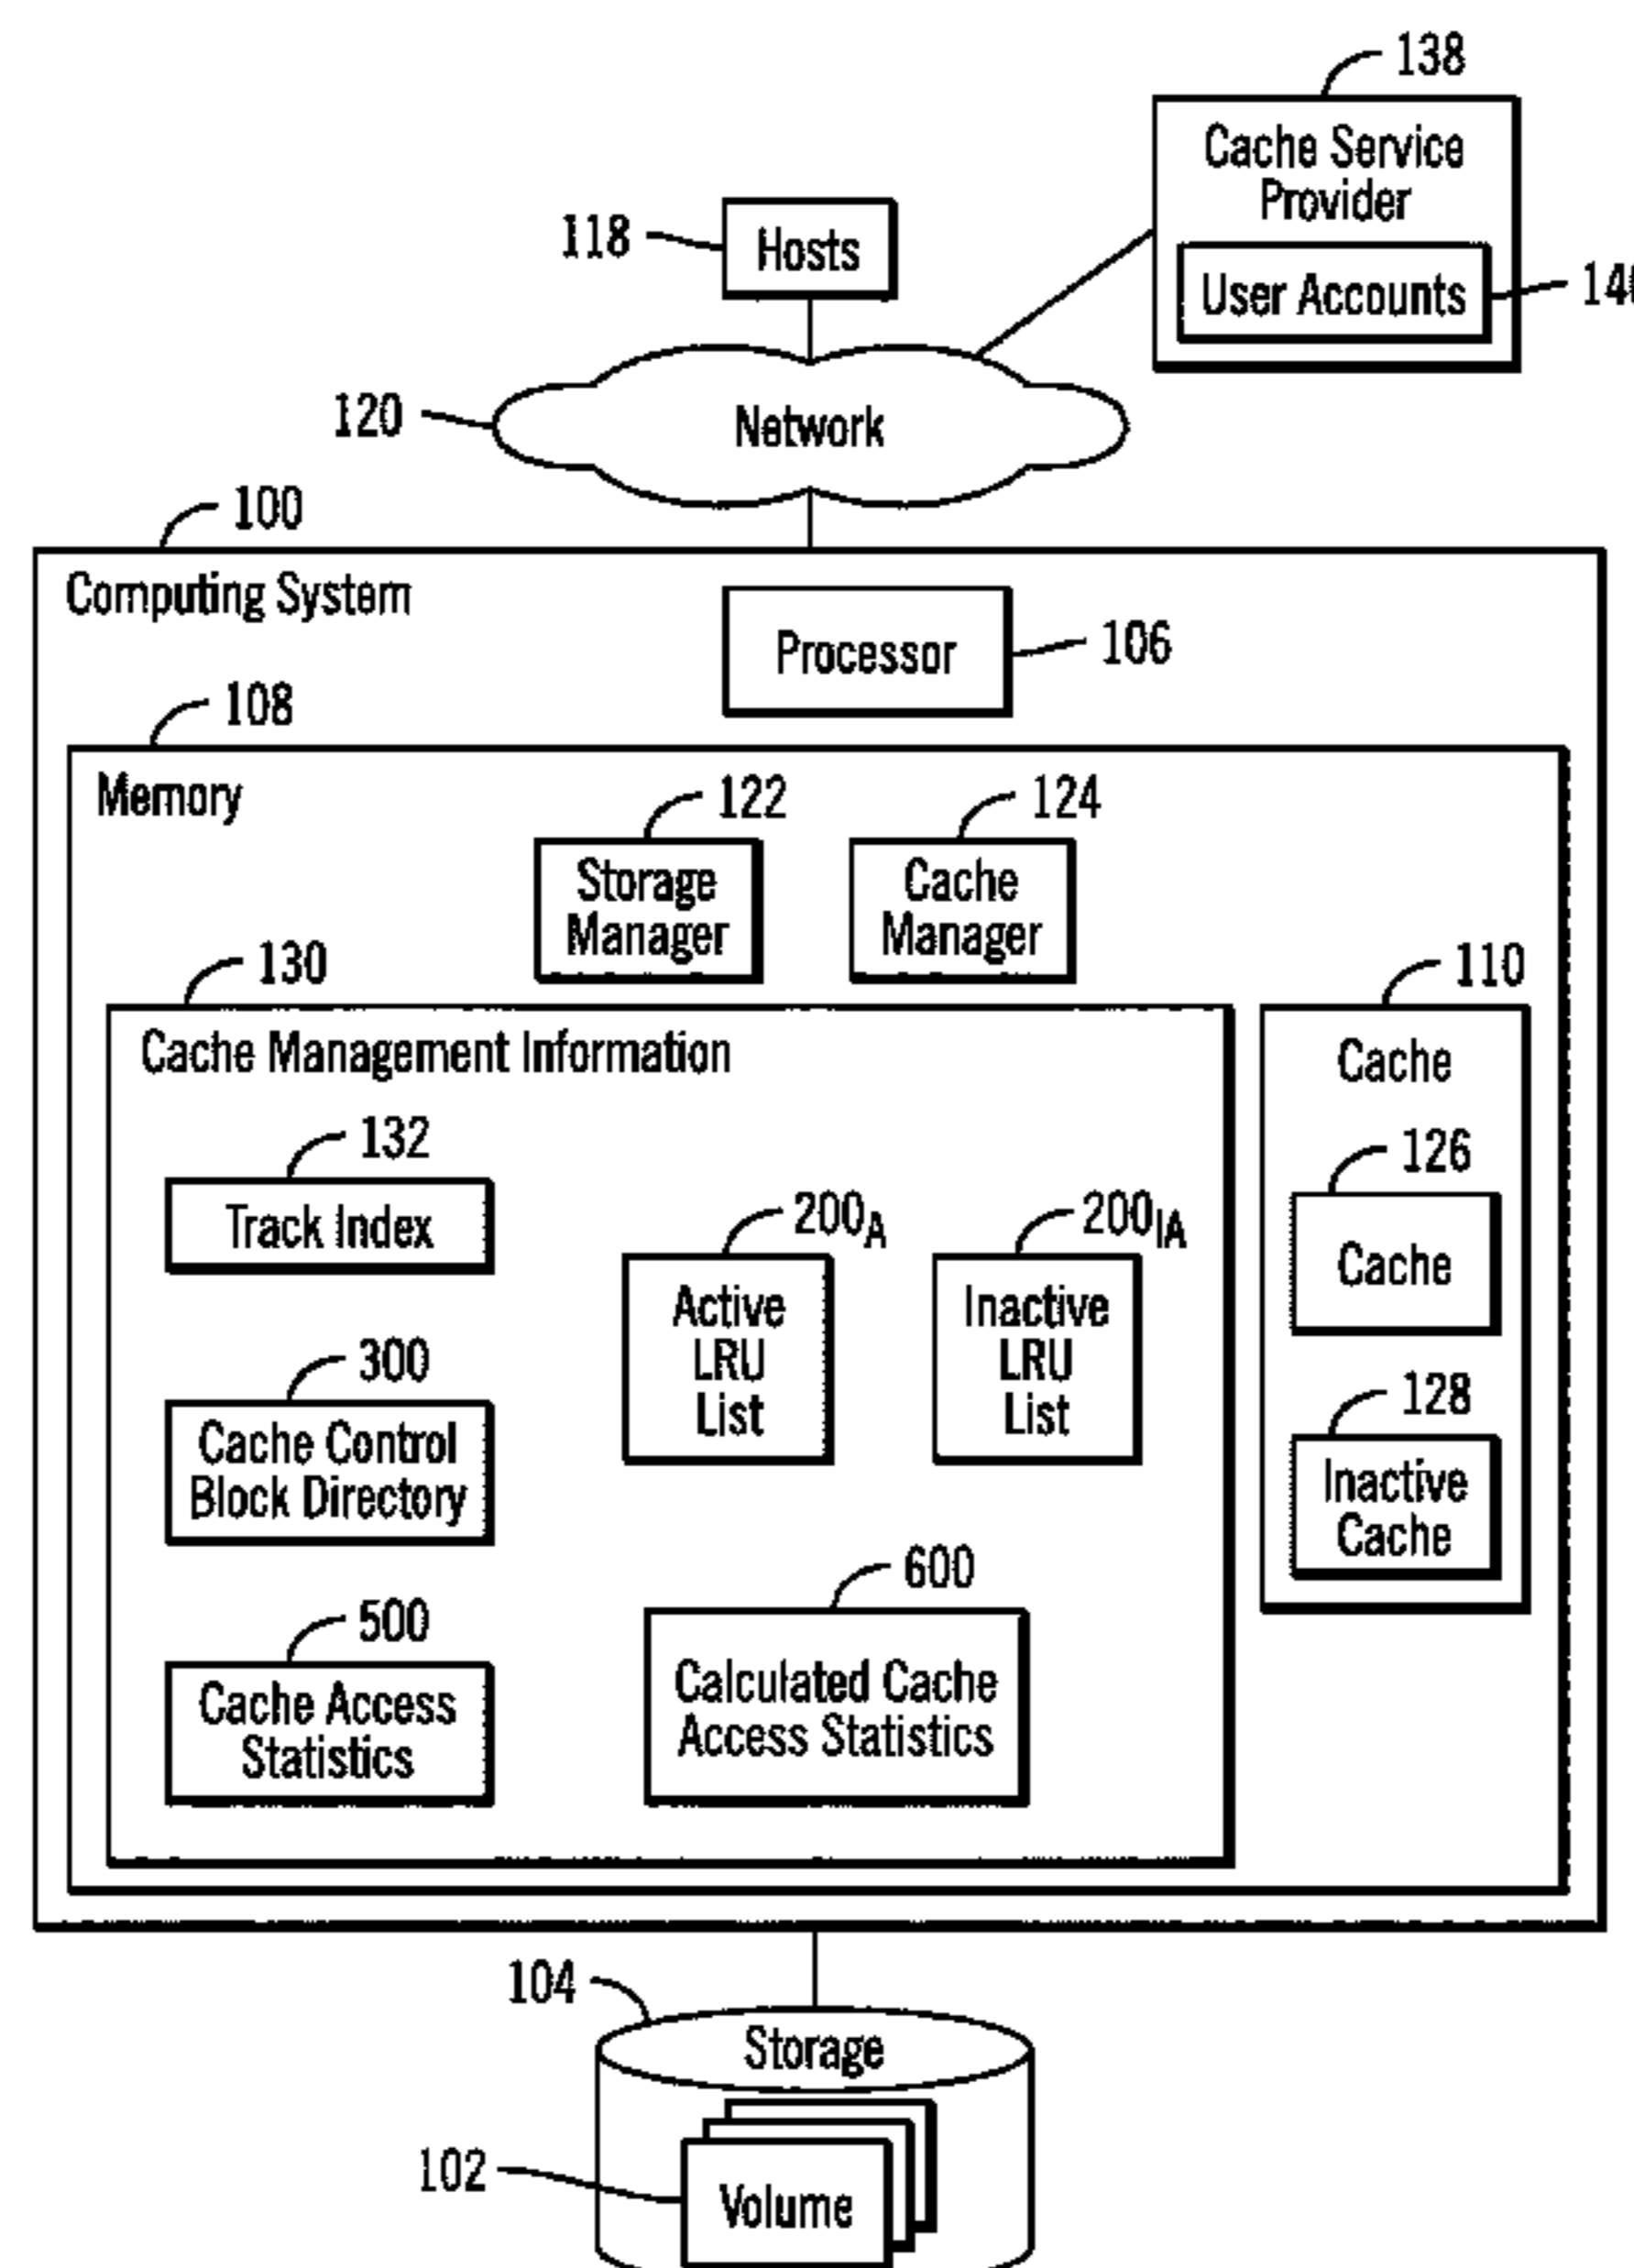 138
Cache Service
Provider
118
Hosts
User Accounts
120
Network
100
Computing System
Processor
106
108
Memory
122
124
Storage
Manager
Cache
Manager
130
110
Cache Management Information
Cache
132
126
Track Index
200A
200IA
Cache
Active
LRU
List
Inactive
LRU
List
300
128
Cache Control
Block Directory
Inactive
Cache
600
500
Calculated Cache
Access Statistics
Cache Access
Statistics
104
Storage
102
Volume